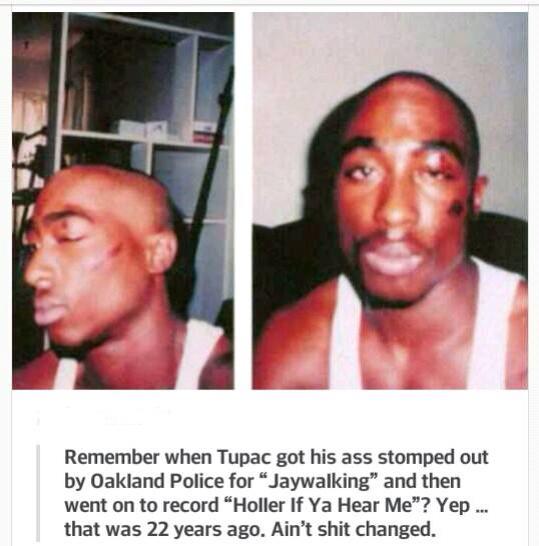 Remember when Tupac got his ass stomped out
by Oakland Police for “Jaywalking” and then
went on to record “Holler If Ya Hear Me”? Yep ...
that was 22 years ago. Ain’t shit changed.